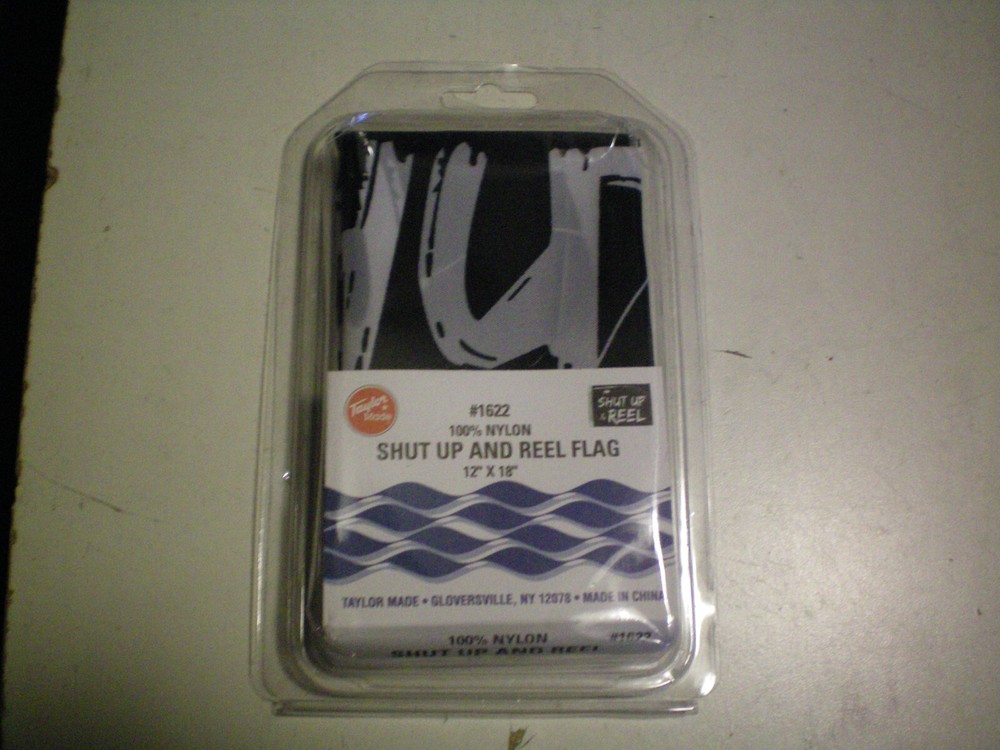 Taylor
Made
#1622
SHUT UP
& REEL
100% NYLON
SHUT UP AND REEL FLAG
12" X 18"
TAYLOR MADE • GLOVERSVILLE, NY 12078 • MADE IN CHINA
100% NYLON
#1622
SHUT UP AND REEL